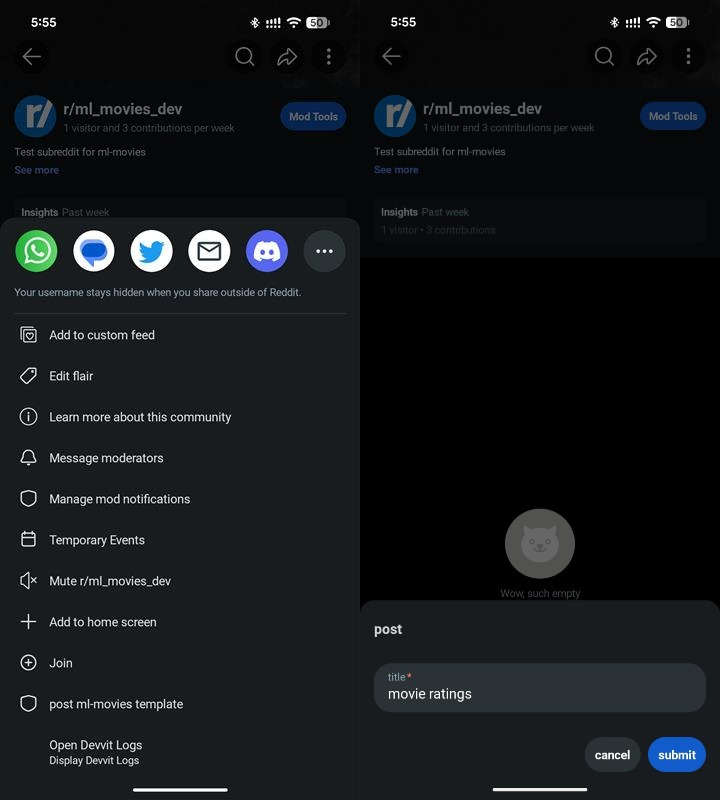 5:55
50
r/ml_movies_dev
1 visitor and 3 contributions per week
Mod Tools
Test subreddit for ml-movies
See more
Insights Past week
Your username stays hidden when you share outside of Reddit.
Add to custom feed
Edit flair
Learn more about this community
Message moderators
Manage mod notifications
Temporary Events
Mute r/ml_movies_dev
Add to home screen
Join
post ml-movies template
Open Devvit Logs
Display Devvit Logs
5:55
50
r/ml_movies_dev
1 visitor and 3 contributions per week
Mod Tools
Test subreddit for ml-movies
See more
Insights Past week
1 visitor • 3 contributions
Wow, such empty
post
title*
movie ratings
cancel
submit